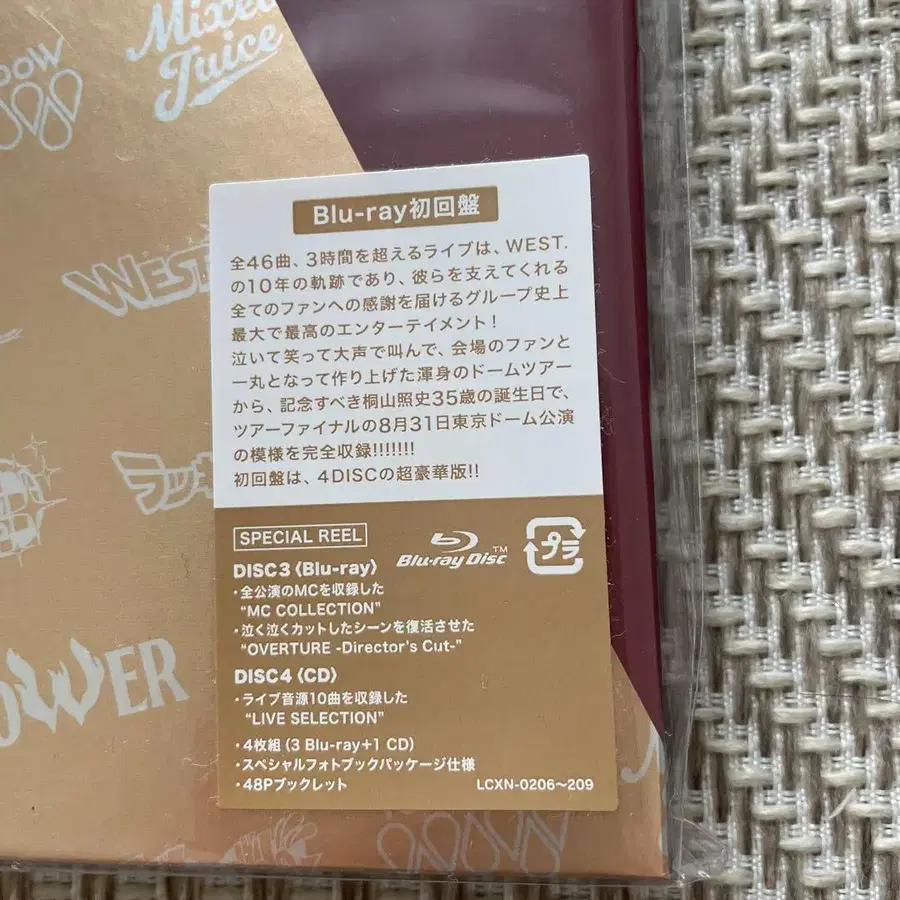 Mixed
Juice
WEST
OWER
Blu-ray初回盤
全46曲、3時間を超えるライブは、WEST.
の10年の軌跡であり、彼らを支えてくれる
全てのファンへの感謝を届けるグループ史上
最大で最高のエンターテイメント!
泣いて笑って大声で叫んで、会場のファンと
一丸となって作り上げた渾身のドームツアー
から、記念すべき桐山照史35歳の誕生日で、
ツアーファイナルの8月31日東京ドーム公演
の模様を完全収録!!!!!!!
初回盤は、4DISCの超豪華版!!
SPECIAL REEL
Blu-ray Disc™
プラ
DISC3〈Blu-ray〉
・全公演のMCを収録した
“MC COLLECTION”
・泣く泣くカットしたシーンを復活させた
“OVERTURE -Director's Cut-”
DISC4〈CD〉
・ライブ音源10曲を収録した
“LIVE SELECTION”
・4枚組（3 Blu-ray+1 CD）
・スペシャルフォトブックパッケージ仕様
・48Pブックレット
LCXN-0206〜209